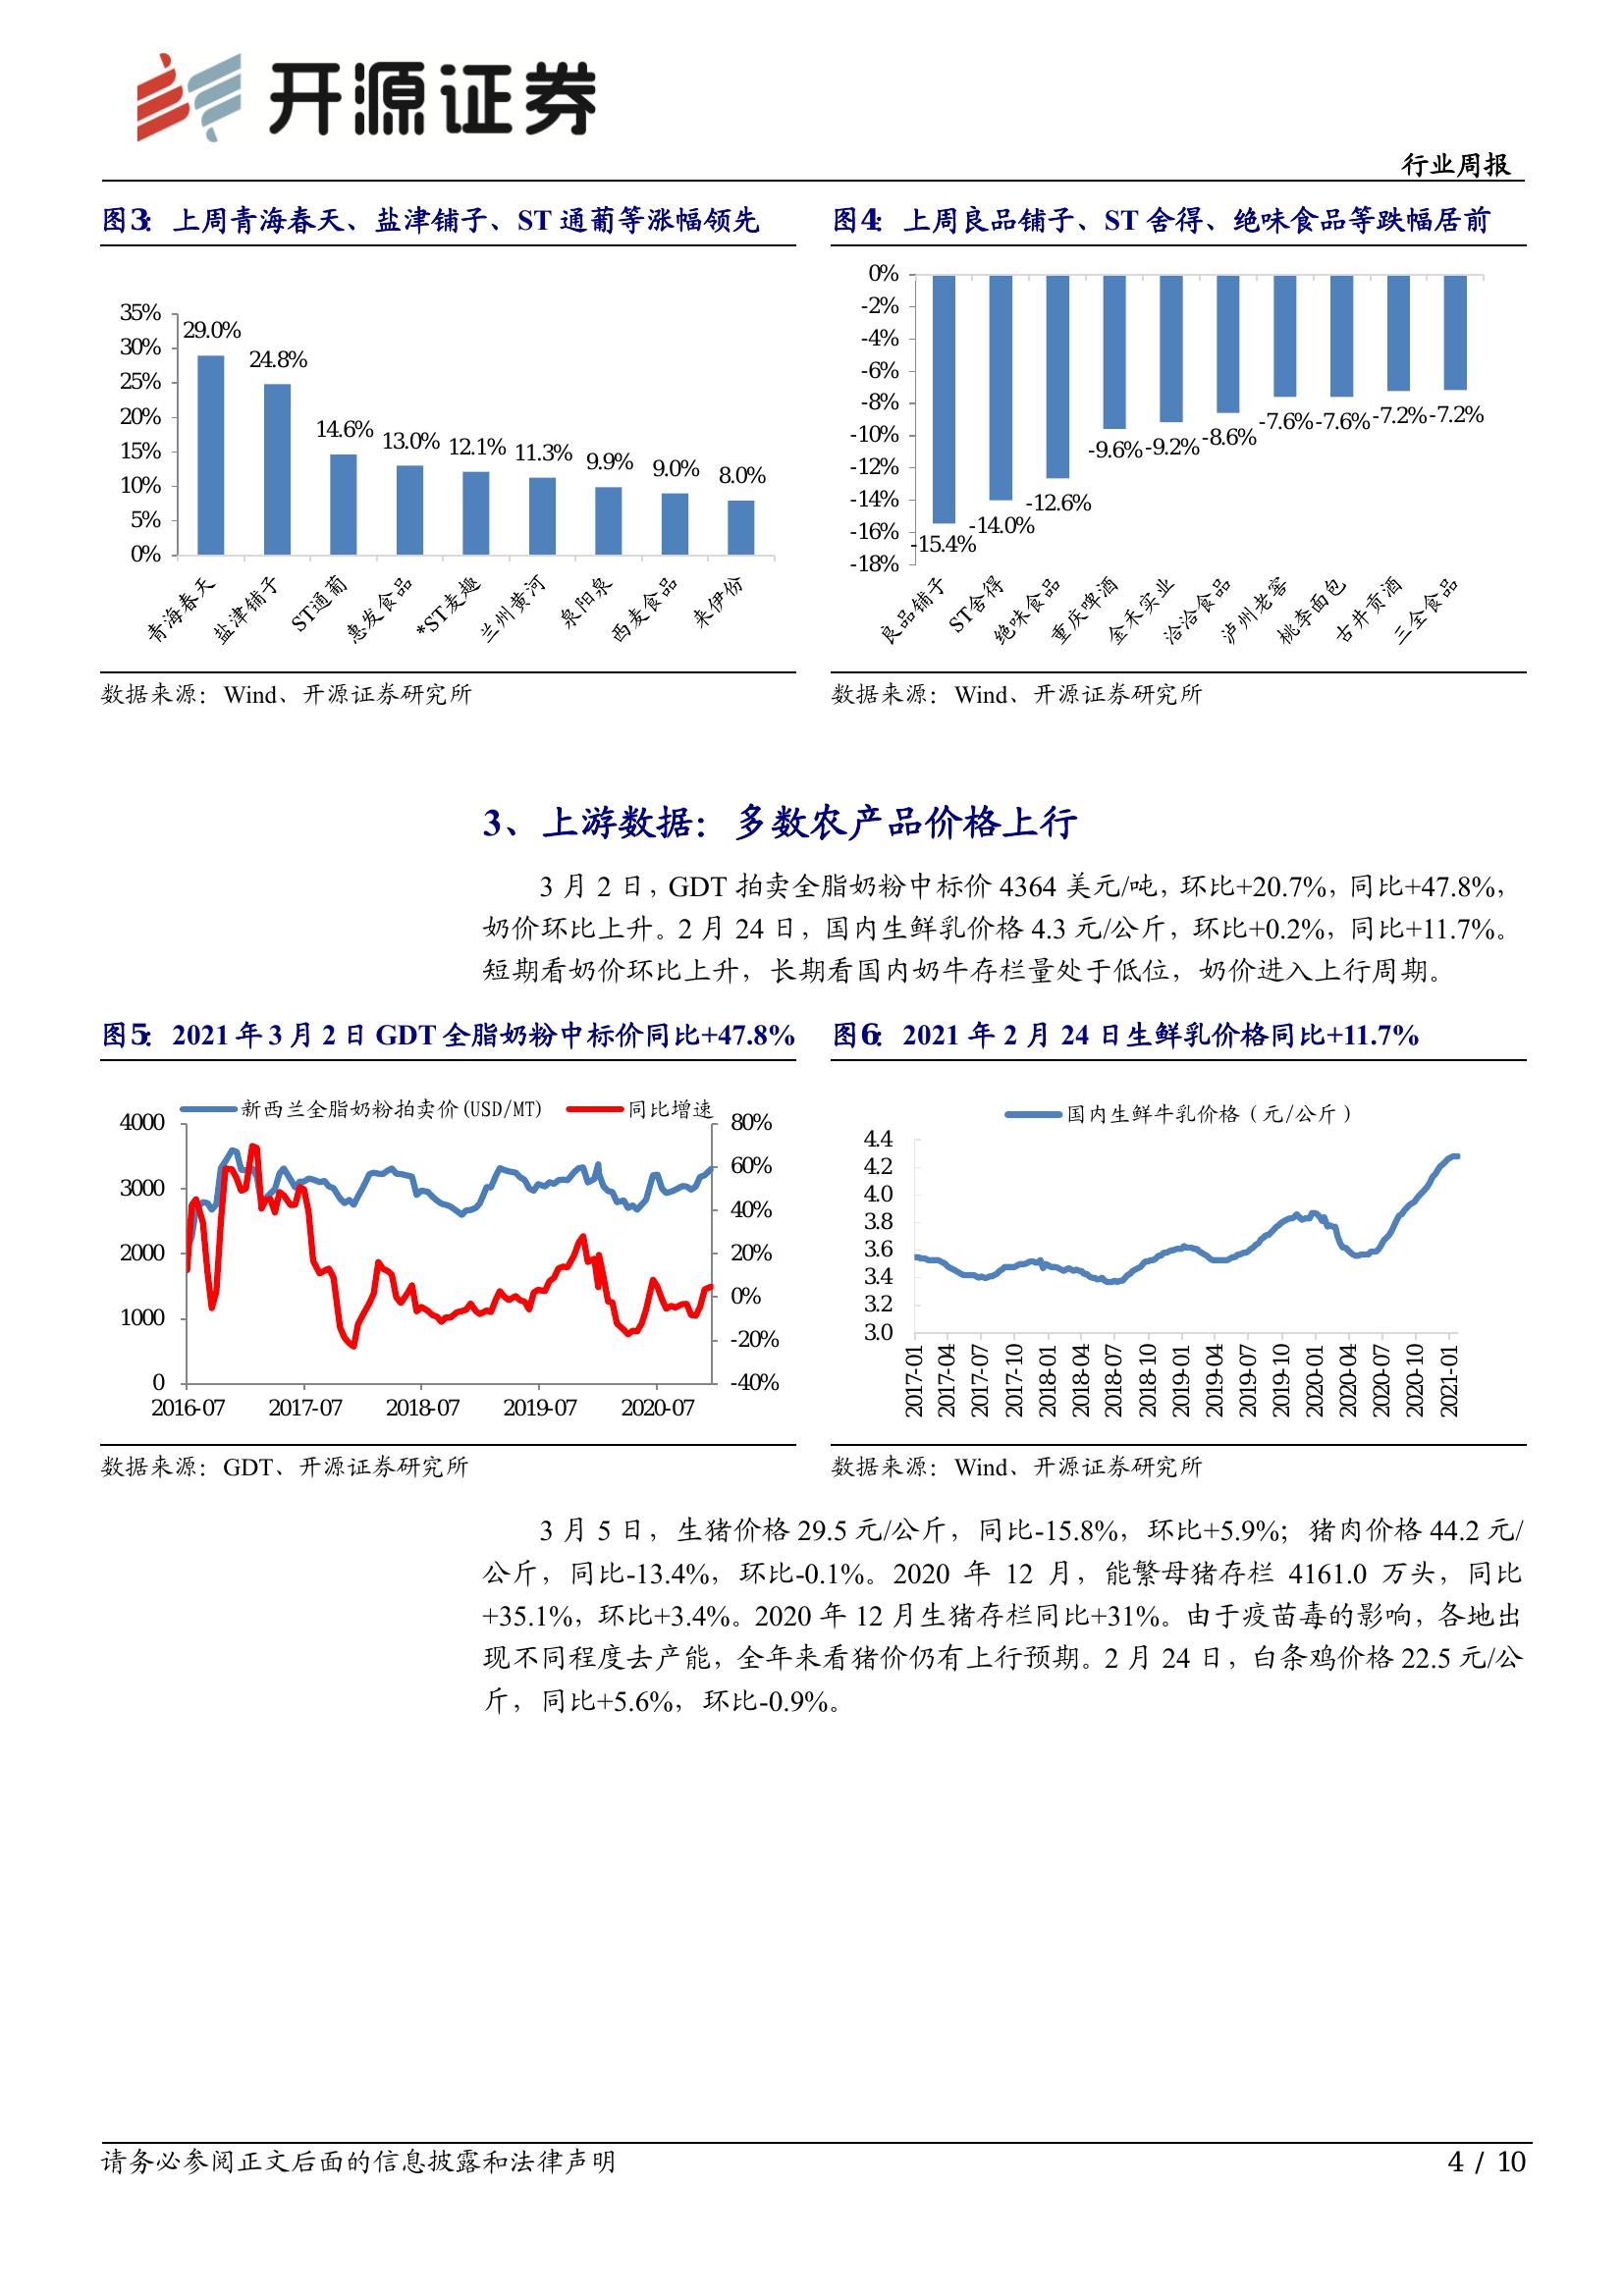 开源证券
行业周报
图3： 上周青海春天、盐津铺子、ST 通葡等涨幅领先
35%
30%
25%
20%
15%
10%
5%
0%
29.0%
24.8%
14.6%
13.0%
12.1%
11.3%
9.9%
9.0%
8.0%
青海春天
盐津铺子
ST通葡
惠发食品
*ST麦趣
兰州黄河
泉阳泉
西麦食品
来伊份
数据来源：Wind、开源证券研究所
图4： 上周良品铺子、ST 舍得、绝味食品等跌幅居前
0%
-2%
-4%
-6%
-8%
-10%
-12%
-14%
-16%
-18%
-15.4%
-14.0%
-12.6%
-9.6%
-9.2%
-8.6%
-7.6%
-7.6%
-7.2%
-7.2%
良品铺子
ST舍得
绝味食品
重庆啤酒
金禾实业
洽洽食品
泸州老窖
桃李面包
古井贡酒
三全食品
数据来源：Wind、开源证券研究所
3、上游数据：多数农产品价格上行
3 月 2 日，GDT 拍卖全脂奶粉中标价 4364 美元/吨，环比+20.7%，同比+47.8%，
奶价环比上升。2 月 24 日，国内生鲜乳价格 4.3 元/公斤，环比+0.2%，同比+11.7%。
短期看奶价环比上升，长期看国内奶牛存栏量处于低位，奶价进入上行周期。
图5： 2021 年 3 月 2 日 GDT 全脂奶粉中标价同比+47.8%
新西兰全脂奶粉拍卖价(USD/MT)
同比增速
4000
3000
2000
1000
0
80%
60%
40%
20%
0%
-20%
-40%
2016-07
2017-07
2018-07
2019-07
2020-07
数据来源：GDT、开源证券研究所
图6： 2021 年 2 月 24 日生鲜乳价格同比+11.7%
国内生鲜牛乳价格（元/公斤）
4.4
4.2
4.0
3.8
3.6
3.4
3.2
3.0
2017-01
2017-04
2017-07
2017-10
2018-01
2018-04
2018-07
2018-10
2019-01
2019-04
2019-07
2019-10
2020-01
2020-04
2020-07
2020-10
2021-01
数据来源：Wind、开源证券研究所
3 月 5 日，生猪价格 29.5 元/公斤，同比-15.8%，环比+5.9%；猪肉价格 44.2 元/
公斤，同比-13.4%，环比-0.1%。2020 年 12 月，能繁母猪存栏 4161.0 万头，同比
+35.1%，环比+3.4%。2020 年 12 月生猪存栏同比+31%。由于疫苗毒的影响，各地出
现不同程度去产能，全年来看猪价仍有上行预期。2 月 24 日，白条鸡价格 22.5 元/公
斤，同比+5.6%，环比-0.9%。
请务必参阅正文后面的信息披露和法律声明
4 / 10